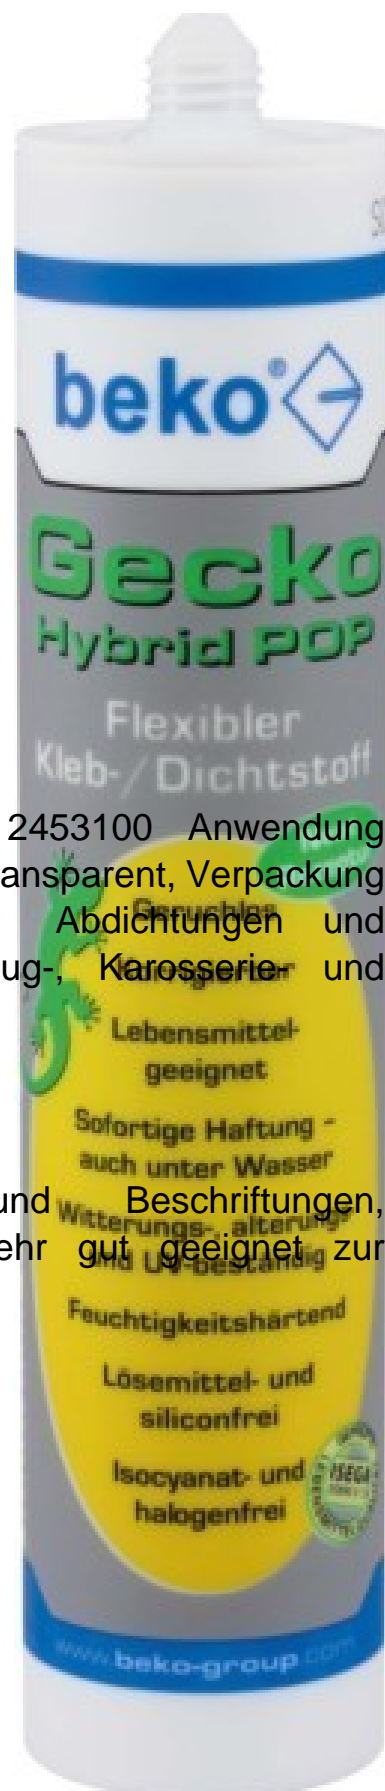 beko®
Gecko
Hybrid POP
Flexibler
Kleb-/Dichtstoff
2453100 Anwendung
ansparent, Verpackung
Geruchlos
Abdichtungen und
ug-, Karosserie- und
Lebensmittel-
geeignet
Sofortige Haftung -
auch unter Wasser
und Beschriftungen,
Witterungs-, alterungs-
ehr gut geeignet zur
und UV-beständig
Feuchtigkeitshärtend
Lösemittel- und
siliconfrei
Isocyanat- und
halogenfrei
ISEGA
www.beko-group.com